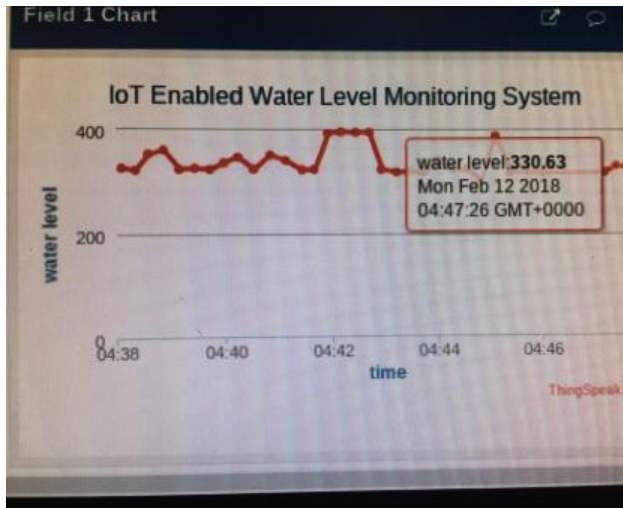 Field 1 Chart
IoT Enabled Water Level Monitoring System
400
200
0
water level
water level:330.63
Mon Feb 12 2018
04:47:26 GMT+0000
04:38
04:40
04:42
04:44
04:46
time
ThingSpeak.